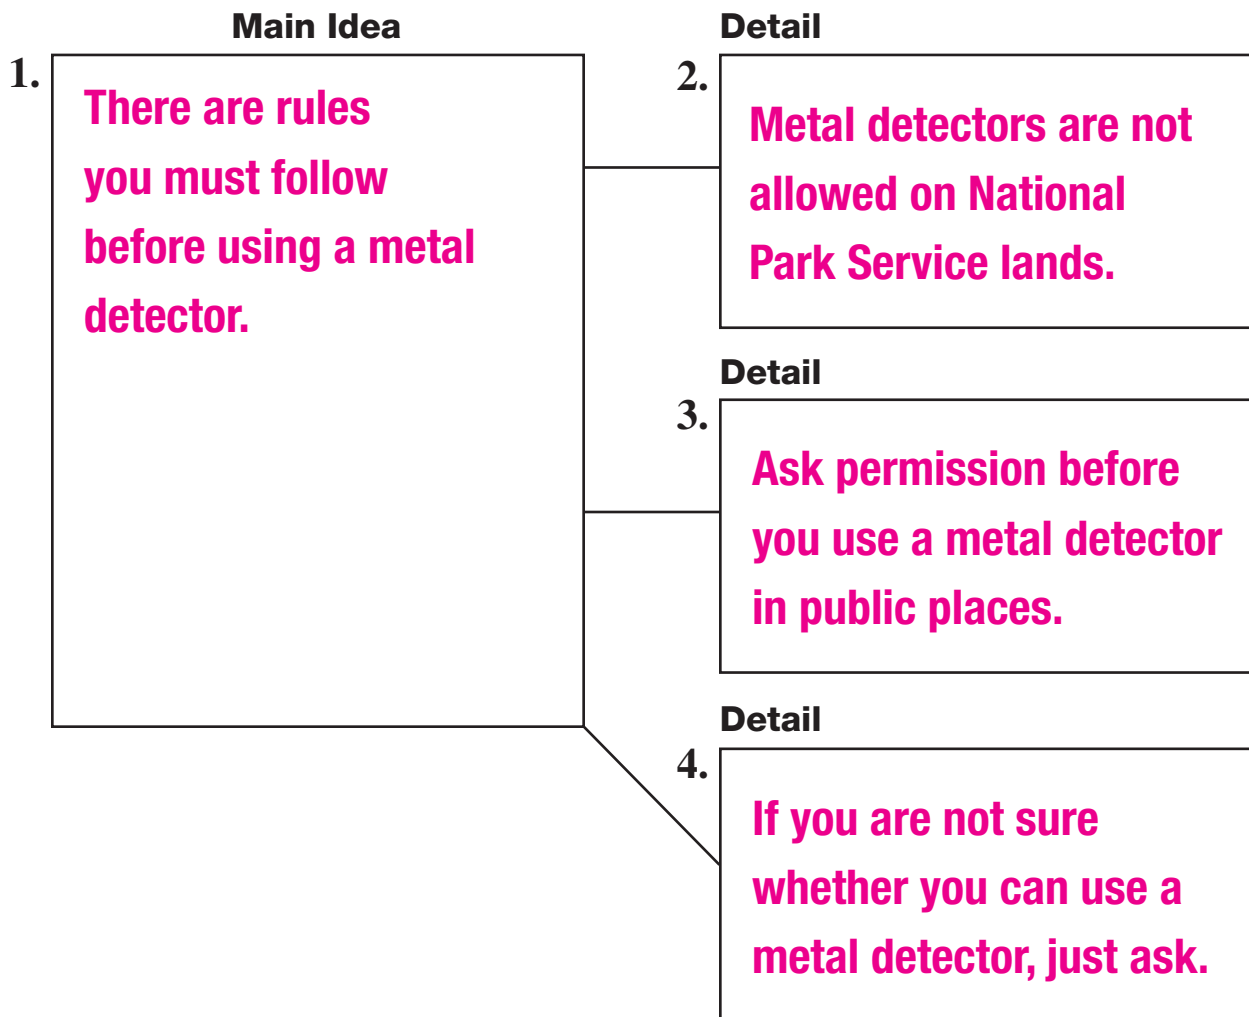 Main Idea
1.
There are rules
you must follow
before using a metal
detector.
Detail
2.
Metal detectors are not
allowed on National
Park Service lands.
Detail
3.
Ask permission before
you use a metal detector
in public places.
Detail
4.
If you are not sure
whether you can use a
metal detector, just ask.